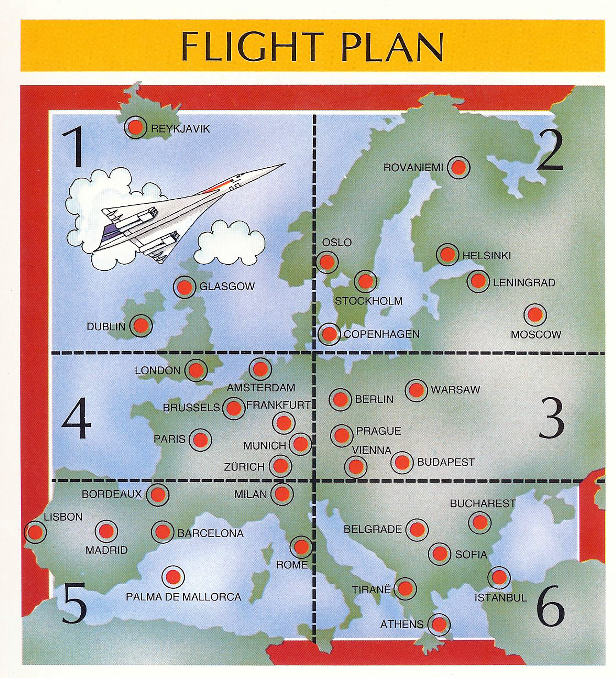 FLIGHT PLAN
1
2
REYKJAVIK
ROVANIEMI
OSLO
HELSINKI
GLASGOW
LENINGRAD
STOCKHOLM
DUBLIN
COPENHAGEN
MOSCOW
LONDON
AMSTERDAM
WARSAW
BERLIN
BRUSSELS
FRANKFURT
4
3
PARIS
PRAGUE
MUNICH
VIENNA
ZÜRICH
BUDAPEST
BORDEAUX
MILAN
BUCHAREST
LISBON
MADRID
BARCELONA
BELGRADE
ROME
SOFIA
PALMA DE MALLORCA
TIRANË
ISTANBUL
5
6
ATHENS